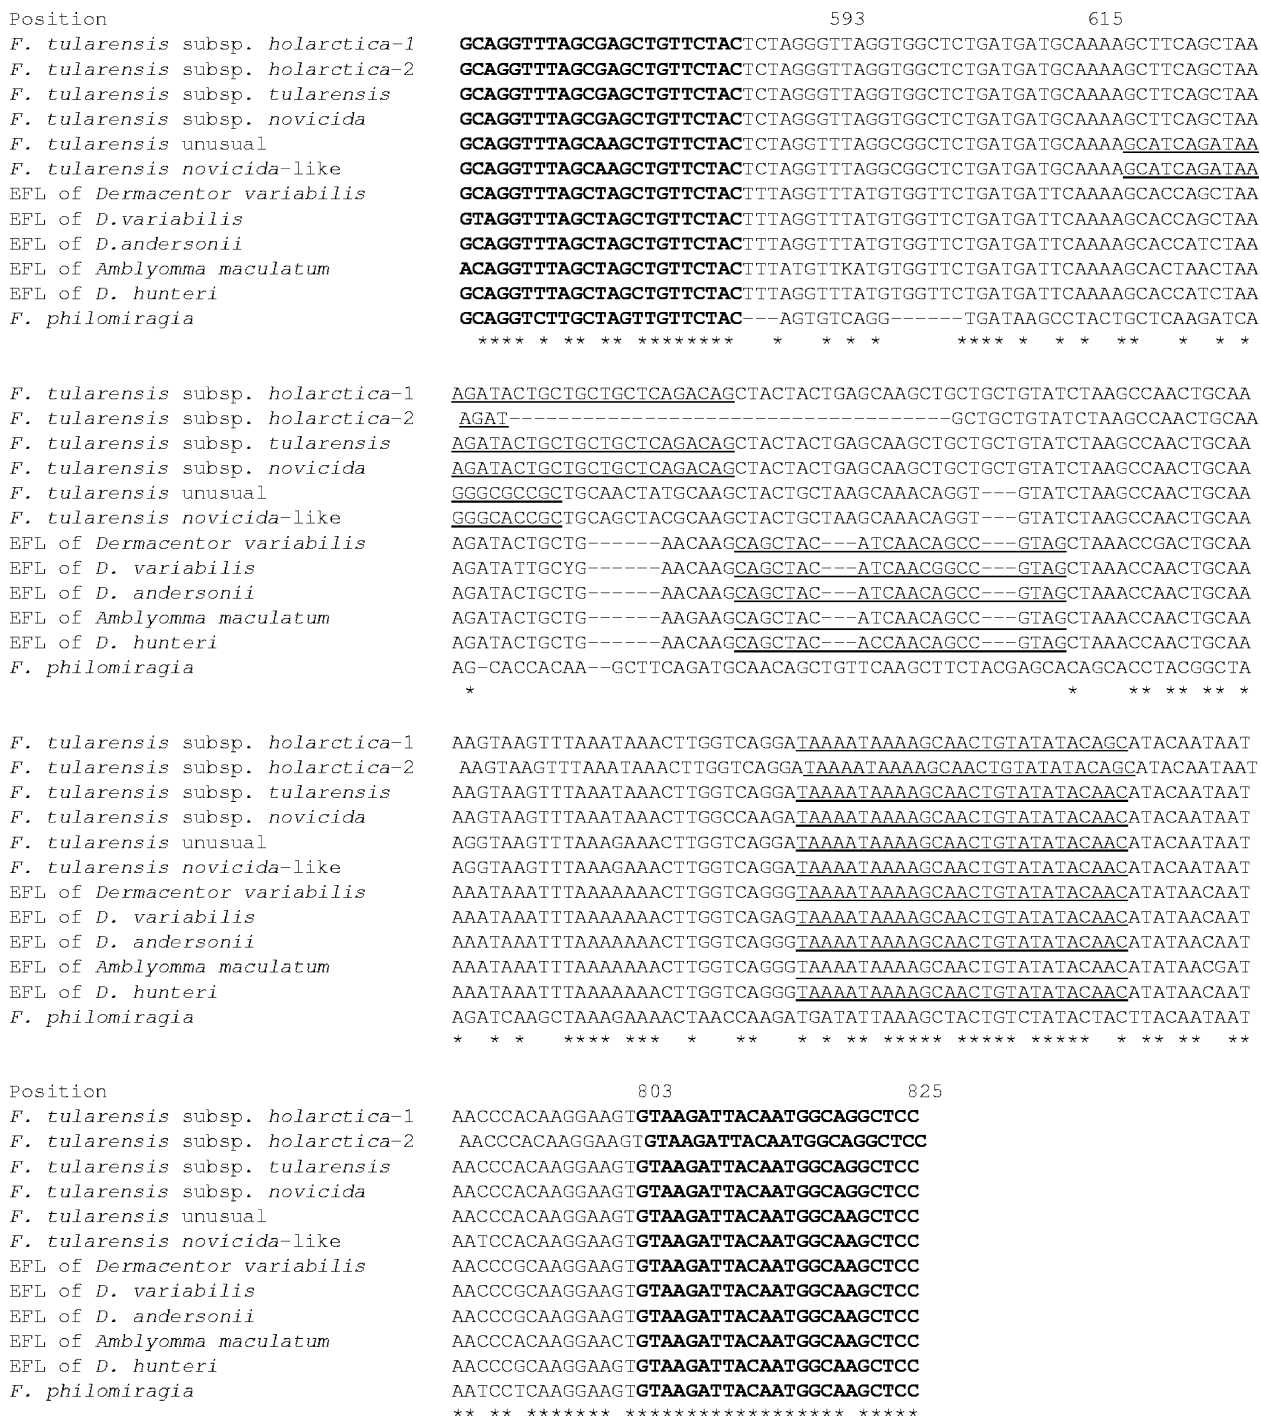 Position 593 615
F. tularensis subsp. holarctica-1 GCAGGTTTAGCGAGCTGTTCTACTCTAGGGTTAGGTGGCTCTGATGATGCAAAAGCTTCAGCTAA
F. tularensis subsp. holarctica-2 GCAGGTTTAGCGAGCTGTTCTACTCTAGGGTTAGGTGGCTCTGATGATGCAAAAGCTTCAGCTAA
F. tularensis subsp. tularensis GCAGGTTTAGCGAGCTGTTCTACTCTAGGGTTAGGTGGCTCTGATGATGCAAAAGCTTCAGCTAA
F. tularensis subsp. novicida GCAGGTTTAGCGAGCTGTTCTACTCTAGGGTTAGGTGGCTCTGATGATGCAAAAGCTTCAGCTAA
F. tularensis unusual GCAGGTTTAGCAAGCTGTTCTACTCTAGGTTTAGGCGGCTCTGATGATGCAAAAGCATCAGATAA
F. tularensis novicida-like GCAGGTTTAGCAAGCTGTTCTACTCTAGGTTTAGGCGGCTCTGATGATGCAAAAGCATCAGATAA
EFL of Dermacentor variabilis GCAGGTTTAGCTAGCTGTTCTACTTTAGGTTTATGTGGTTCTGATGATTCAAAAGCACCAGCTAA
EFL of D.variabilis GTAGGTTTAGCTAGCTGTTCTACTTTAGGTTTATGTGGTTCTGATGATTCAAAAGCACCAGCTAA
EFL of D.andersonii GCAGGTTTAGCTAGCTGTTCTACTTTAGGTTTATGTGGTTCTGATGATTCAAAAGCACCATCTAA
EFL of Amblyomma maculatum ACAGGTTTAGCTAGCTGTTCTACTTTATGTTKATGTGGTTCTGATGATTCAAAAGCACTAACTAA
EFL of D. hunteri GCAGGTTTAGCTAGCTGTTCTACTTTAGGTTTATGTGGTTCTGATGATTCAAAAGCACCATCTAA
F. philomiragia GCAGGTCTTGCTAGTTGTTCTAC---AGTGTCAGG------TGATAAGCCTACTGCTCAAGATCA
**** * ** ** ******** * * * **** * * ** * * *
F. tularensis subsp. holarctica-1 AGATACTGCTGCTGCTCAGACAGCTACTACTGAGCAAGCTGCTGCTGTATCTAAGCCAACTGCAA
F. tularensis subsp. holarctica-2 AGAT------------------------------------GCTGCTGTATCTAAGCCAACTGCAA
F. tularensis subsp. tularensis AGATACTGCTGCTGCTCAGACAGCTACTACTGAGCAAGCTGCTGCTGTATCTAAGCCAACTGCAA
F. tularensis subsp. novicida AGATACTGCTGCTGCTCAGACAGCTACTACTGAGCAAGCTGCTGCTGTATCTAAGCCAACTGCAA
F. tularensis unusual GGGCGCCGCTGCAACTATGCAAGCTACTGCTAAGCAAACAGGT---GTATCTAAGCCAACTGCAA
F. tularensis novicida-like GGGCACCGCTGCAGCTACGCAAGCTACTGCTAAGCAAACAGGT---GTATCTAAGCCAACTGCAA
EFL of Dermacentor variabilis AGATACTGCTG------AACAAGCAGCTAC---ATCAACAGCC---GTAGCTAAACCGACTGCAA
EFL of D. variabilis AGATATTGCYG------AACAAGCAGCTAC---ATCAACGGCC---GTAGCTAAACCAACTGCAA
EFL of D. andersonii AGATACTGCTG------AACAAGCAGCTAC---ATCAACAGCC---GTAGCTAAACCAACTGCAA
EFL of Amblyomma maculatum AGATACTGCTG------AAGAAGCAGCTAC---ATCAACAGCC---GTAGCTAAACCAACTGCAA
EFL of D. hunteri AGATACTGCTG------AACAAGCAGCTAC---ACCAACAGCC---GTAGCTAAACCAACTGCAA
F. philomiragia AG-CACCACAA--GCTTCAGATGCAACAGCTGTTCAAGCTTCTACGAGCACAGCACCTACGGCTA
* * ** ** ** *
F. tularensis subsp. holarctica-1 AAGTAAGTTTAAATAAACTTGGTCAGGATAAAATAAAAGCAACTGTATATACAGCATACAATAAT
F. tularensis subsp. holarctica-2 AAGTAAGTTTAAATAAACTTGGTCAGGATAAAATAAAAGCAACTGTATATACAGCATACAATAAT
F. tularensis subsp. tularensis AAGTAAGTTTAAATAAACTTGGTCAGGATAAAATAAAAGCAACTGTATATACAACATACAATAAT
F. tularensis subsp. novicida AAGTAAGTTTAAATAAACTTGGCCAAGATAAAATAAAAGCAACTGTATATACAACATACAATAAT
F. tularensis unusual AGGTAAGTTTAAAGAAACTTGGTCAGGATAAAATAAAAGCAACTGTATATACAACATACAATAAT
F. tularensis novicida-like AGGTAAGTTTAAAGAAACTTGGTCAGGATAAAATAAAAGCAACTGTATATACAACATACAATAAT
EFL of Dermacentor variabilis AAATAAATTTAAAAAAACTTGGTCAGGGTAAAATAAAAGCAACTGTATATACAACATATAACAAT
EFL of D. variabilis AAATAAATTTAAAAAAACTTGGTCAGAGTAAAATAAAAGCAACTGTATATACAACATATAACAAT
EFL of D. andersonii AAATAAATTTAAAAAAACTTGGTCAGGGTAAAATAAAAGCAACTGTATATACAACATATAACAAT
EFL of Amblyomma maculatum AAATAAATTTAAAAAAACTTGGTCAGGGTAAAATAAAAGCAACTGTATATACAACATATAACGAT
EFL of D. hunteri AAATAAATTTAAAAAAACTTGGTCAGGGTAAAATAAAAGCAACTGTATATACAACATATAACAAT
F. philomiragia AGATCAAGCTAAAGAAAACTAACCAAGATGATATTAAAGCTACTGTCTATACTACTTACAATAAT
* * * **** *** * ** * * ** ***** ***** ***** * ** ** **
Position 803 825
F. tularensis subsp. holarctica-1 AACCCACAAGGAAGTGTAAGATTACAATGGCAGGCTCC
F. tularensis subsp. holarctica-2 AACCCACAAGGAAGTGTAAGATTACAATGGCAGGCTCC
F. tularensis subsp. tularensis AACCCACAAGGAAGTGTAAGATTACAATGGCAGGCTCC
F. tularensis subsp. novicida AACCCACAAGGAAGTGTAAGATTACAATGGCAGGCTCC
F. tularensis unusual AACCCACAAGGAAGTGTAAGATTACAATGGCAAGCTCC
F. tularensis novicida-like AATCCACAAGGAAGTGTAAGATTACAATGGCAAGCTCC
EFL of Dermacentor variabilis AACCCGCAAGGAAGTGTAAGATTACAATGGCAAGCTCC
EFL of D. variabilis AACCCGCAAGGAAGTGTAAGATTACAATGGCAAGCTCC
EFL of D. andersonii AACCCGCAAGGAAGTGTAAGATTACAATGGCAAGCTCC
EFL of Amblyomma maculatum AACCCACAAGGAACTGTAAGATTACAATGGCAAGCTCC
EFL of D. hunteri AACCCGCAAGGAAGTGTAAGATTACAATGGCAAGCTCC
F. philomiragia AATCCTCAAGGAAGTGTAAGATTACAATGGCAAGCTCC
** ** ******* ****************** *****